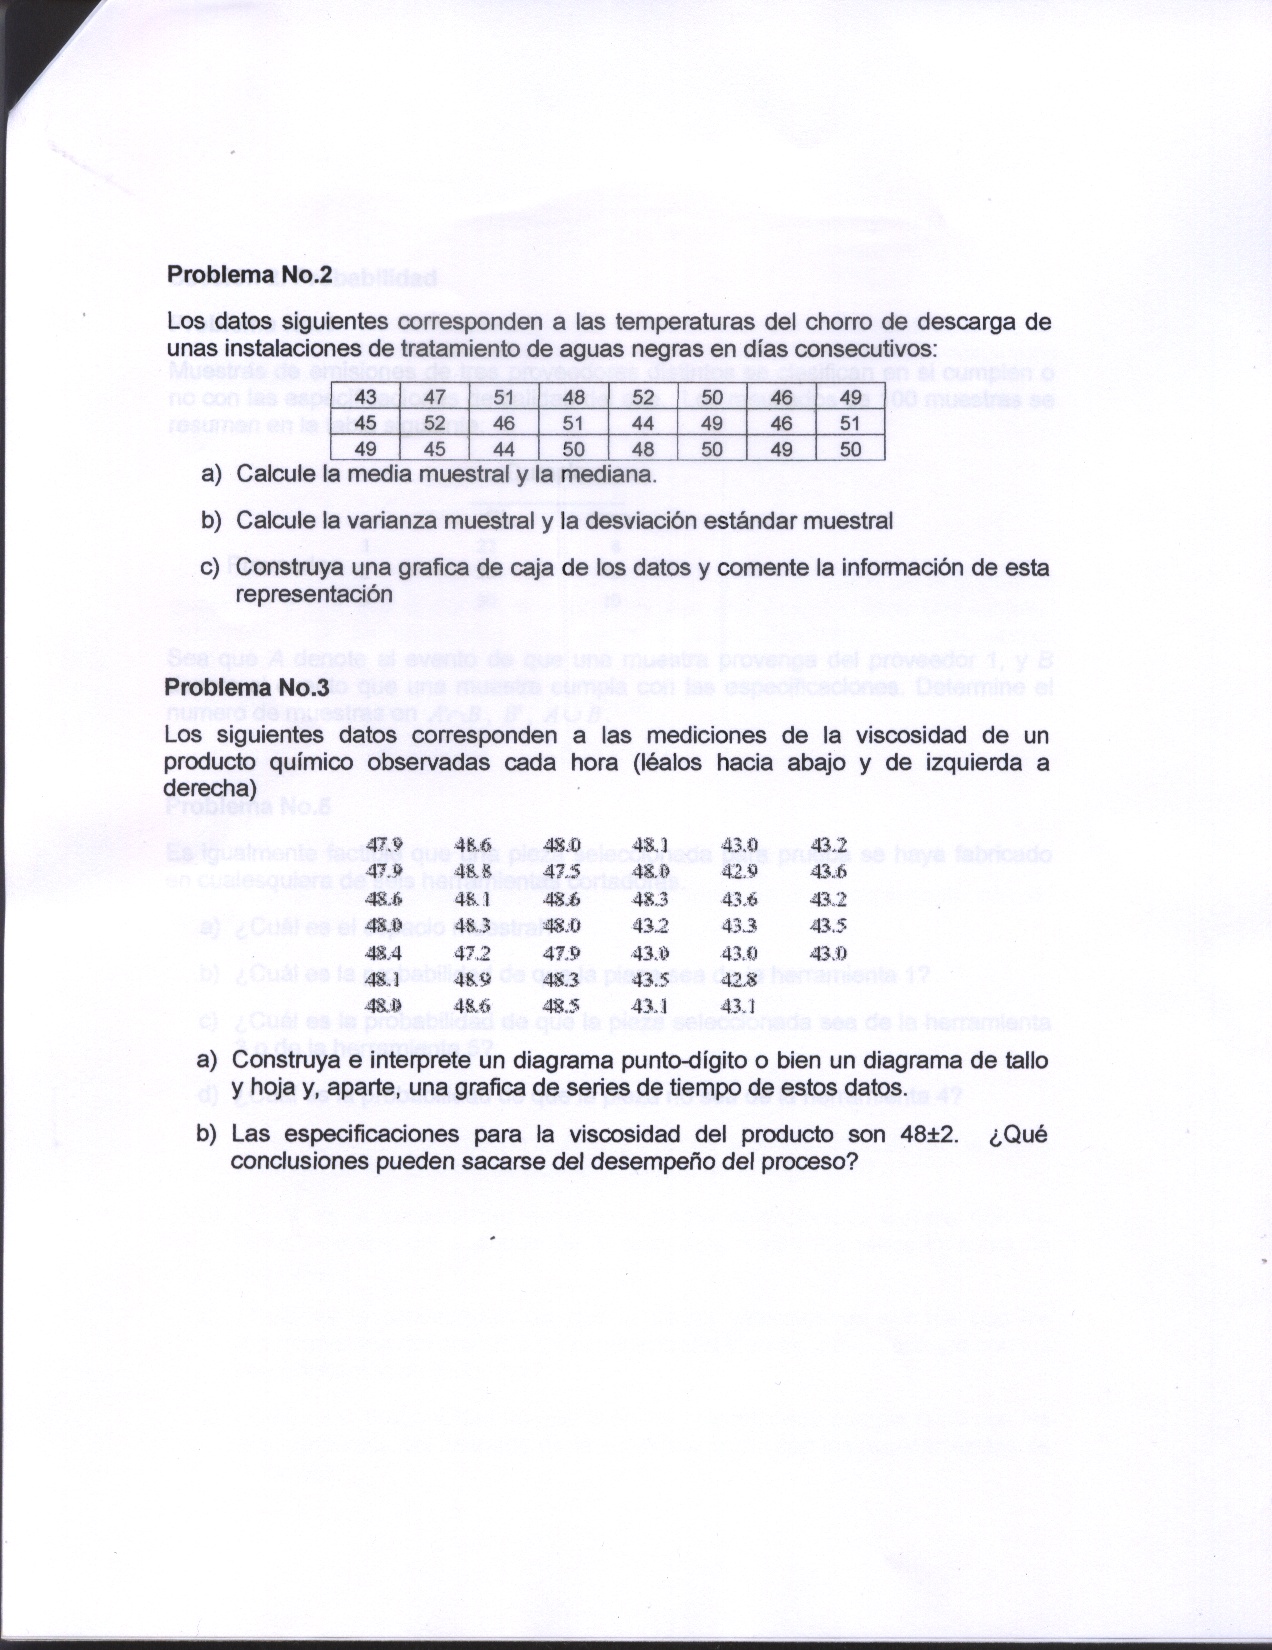 Problema No.2
Los datos siguientes corresponden a las temperaturas del chorro de descarga de
unas instalaciones de tratamiento de aguas negras en días consecutivos:
43 47 51 48 52 50 46 49
45 52 46 51 44 49 46 51
49 45 44 50 48 50 49 50
a) Calcule la media muestral y la mediana.
b) Calcule la varianza muestral y la desviación estándar muestral
c) Construya una grafica de caja de los datos y comente la información de esta
representación
Problema No.3
Los siguientes datos corresponden a las mediciones de la viscosidad de un
producto químico observadas cada hora (léalos hacia abajo y de izquierda a
derecha)
47.9 48.6 48.0 48.1 43.0 43.2
47.9 48.8 47.5 48.0 42.9 43.6
48.6 48.1 48.6 48.3 43.6 43.2
48.0 48.3 48.0 43.2 43.3 43.5
48.4 47.2 47.9 43.0 43.0 43.0
48.1 48.9 48.3 43.5 42.8
48.0 48.6 48.5 43.1 43.1
a) Construya e interprete un diagrama punto-dígito o bien un diagrama de tallo
y hoja y, aparte, una grafica de series de tiempo de estos datos.
b) Las especificaciones para la viscosidad del producto son 48±2. ¿Qué
conclusiones pueden sacarse del desempeño del proceso?